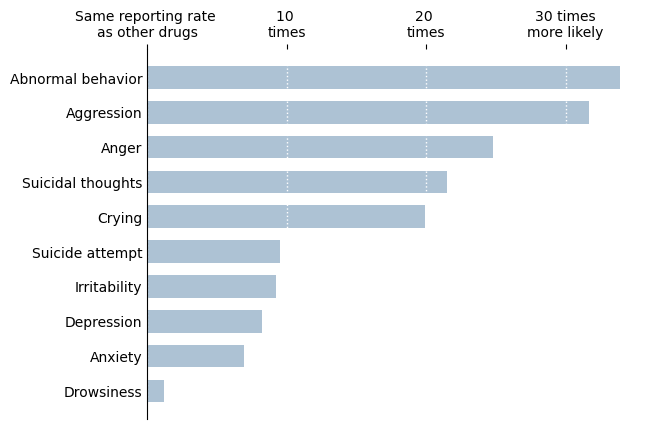 Same reporting rate
as other drugs
10
times
20
times
30 times
more likely
Abnormal behavior
Aggression
Anger
Suicidal thoughts
Crying
Suicide attempt
Irritability
Depression
Anxiety
Drowsiness